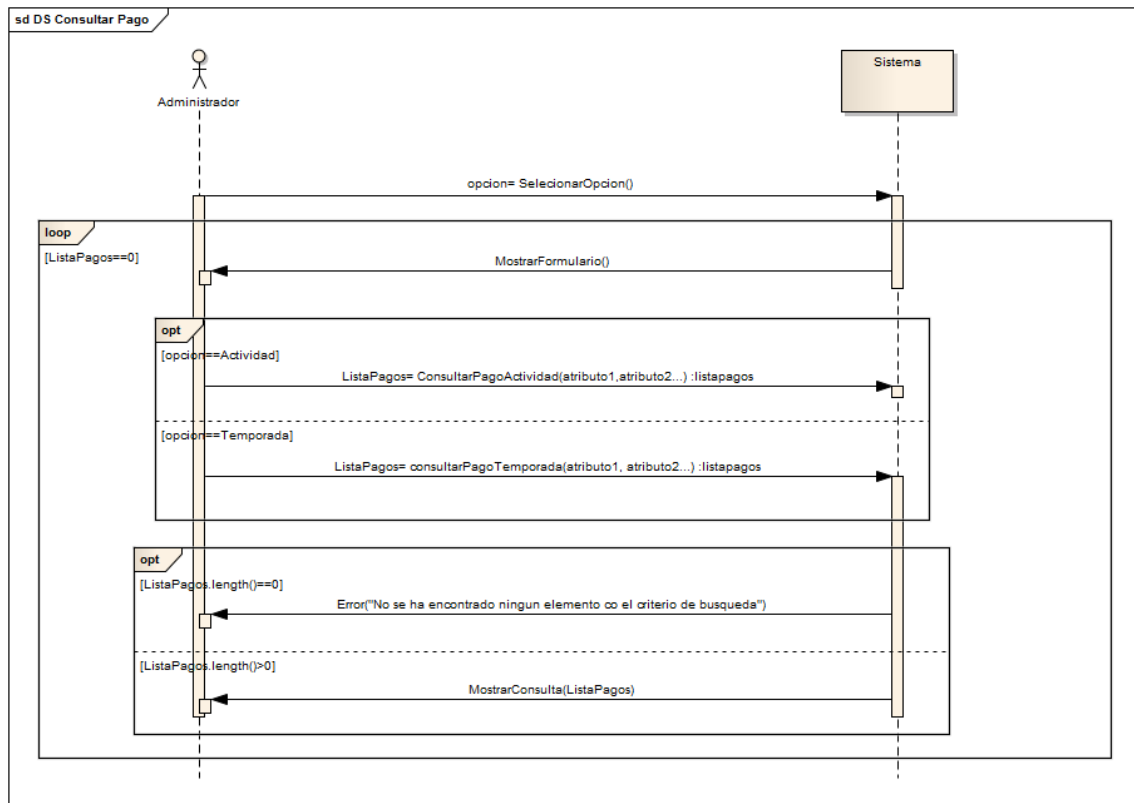 sd DS Consultar Pago
Administrador
Sistema
opcion= SelecionarOpcion()
loop
[ListaPagos==0]
MostrarFormulario()
opt
[opcion==Actividad]
ListaPagos= ConsultarPagoActividad(atributo1,atributo2...) :listapagos
[opcion==Temporada]
ListaPagos= consultarPagoTemporada(atributo1, atributo2...) :listapagos
opt
[ListaPagos.length()==0]
Error("No se ha encontrado ningun elemento co el criterio de busqueda")
[ListaPagos.length()>0]
MostrarConsulta(ListaPagos)